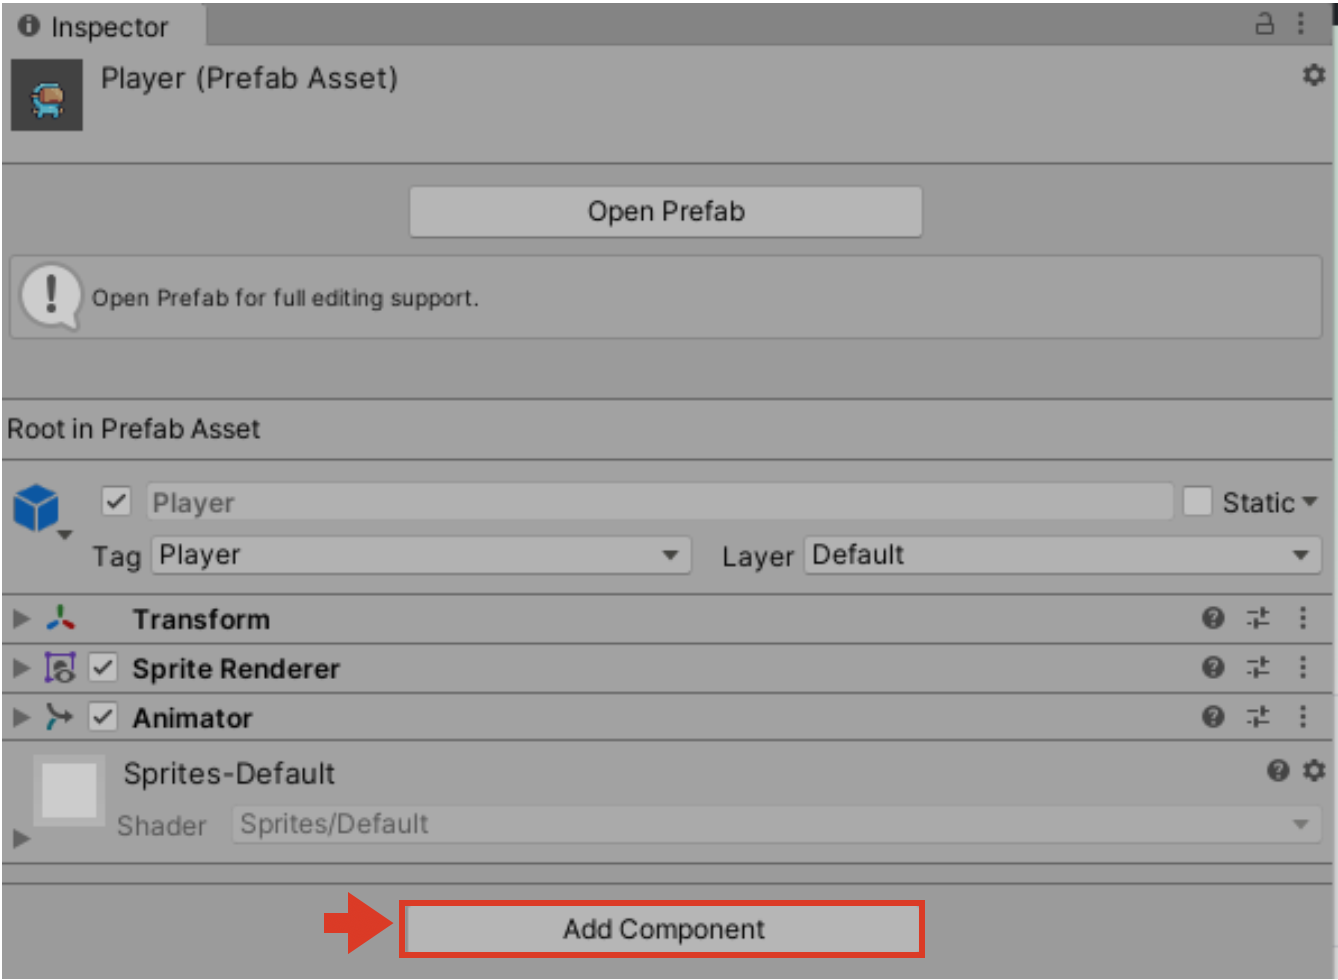 Inspector
Player (Prefab Asset)
Open Prefab
Open Prefab for full editing support.
Root in Prefab Asset
Player Static
Tag Player Layer Default
Transform
Sprite Renderer
Animator
Sprites-Default
Shader Sprites/Default
Add Component